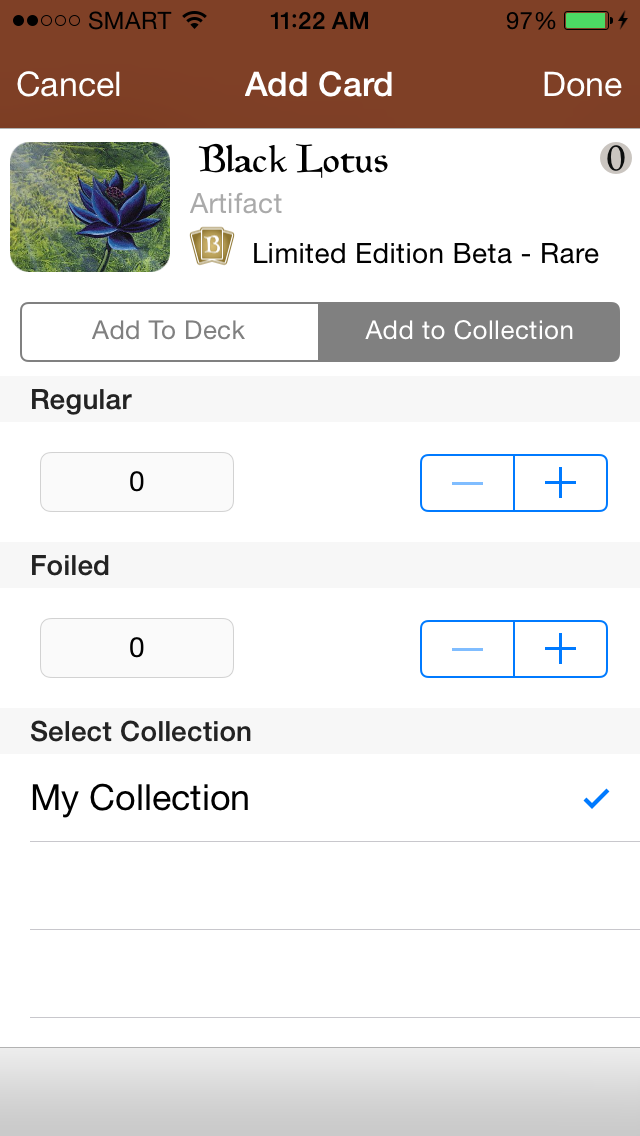 SMART 11:22 AM 97%
Cancel Add Card Done
Black Lotus 0
Artifact
B Limited Edition Beta - Rare
Add To Deck Add to Collection
Regular
0
Foiled
0
Select Collection
My Collection